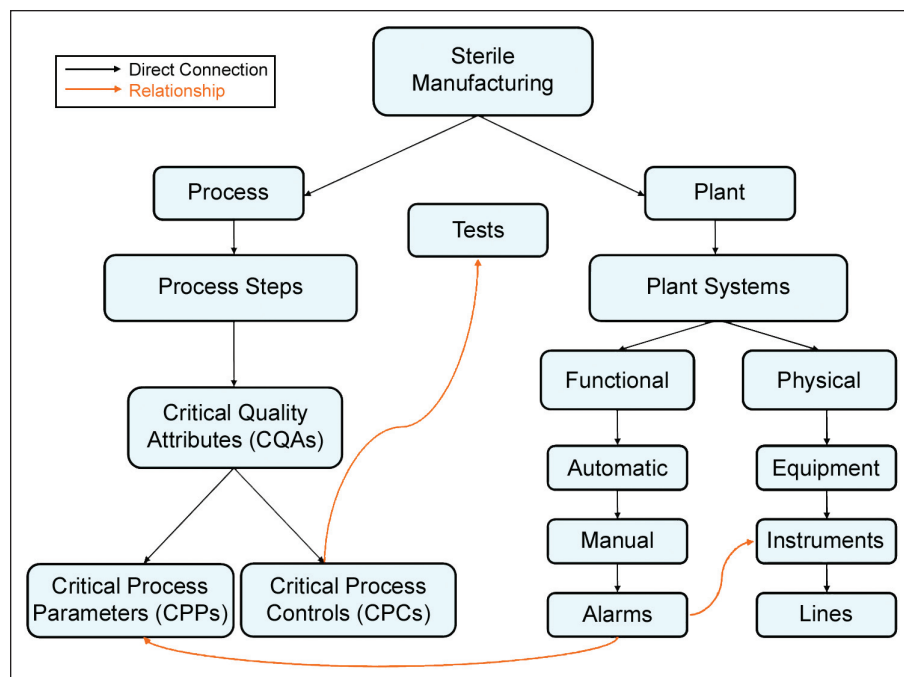 Sterile
Manufacturing
Direct Connection
Relationship
Process
Plant
Tests
Process Steps
Plant Systems
Functional
Physical
Critical Quality
Attributes (CQAs)
Automatic
Equipment
Manual
Instruments
Critical Process
Parameters (CPPs)
Critical Process
Controls (CPCs)
Alarms
Lines